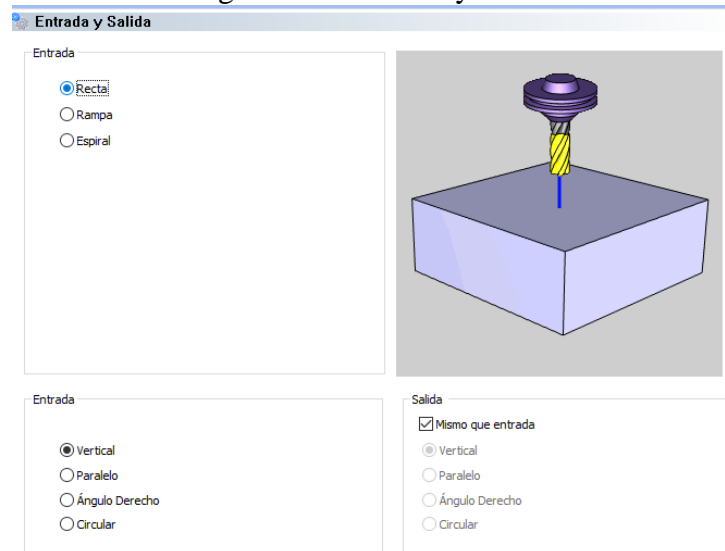 Entrada y Salida
Entrada
Recta
Rampa
Espiral
Entrada
Vertical
Paralelo
Ángulo Derecho
Circular
Salida
Mismo que entrada
Vertical
Paralelo
Ángulo Derecho
Circular